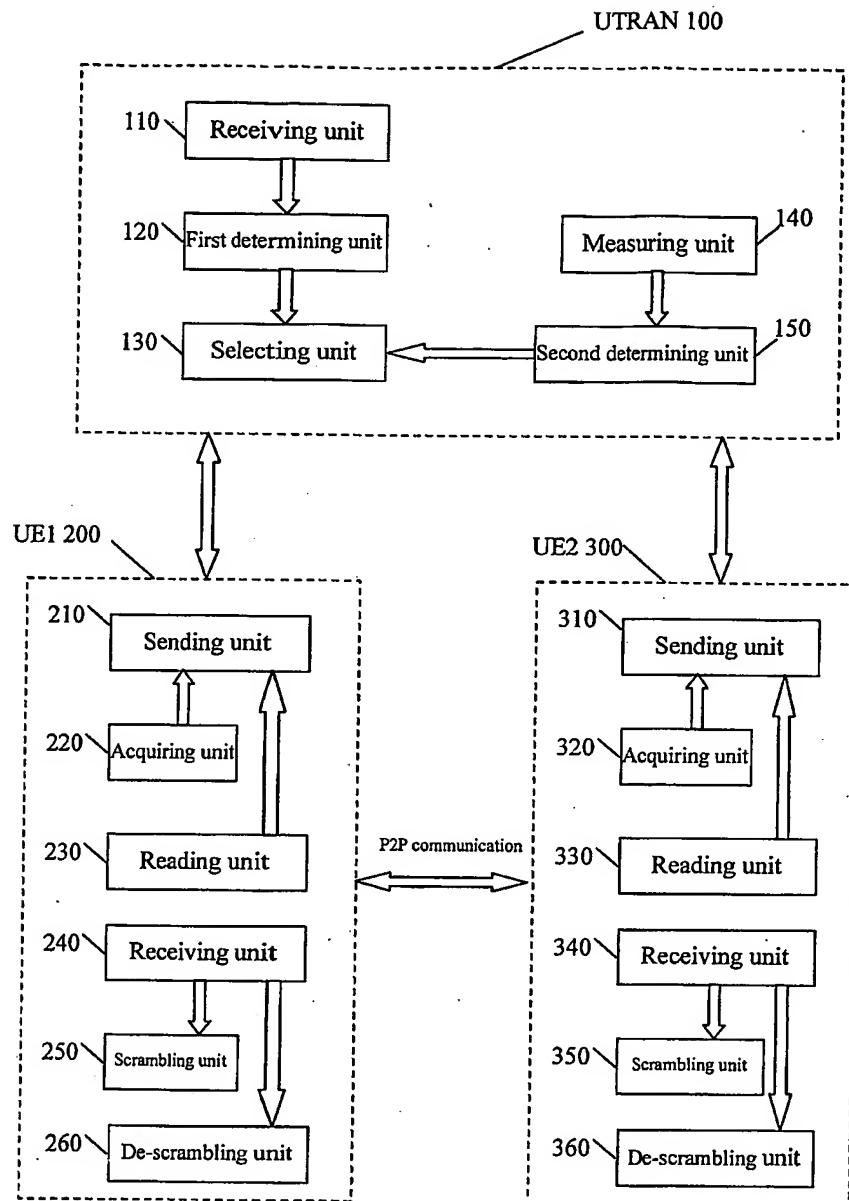 UTRAN 100
110
Receiving unit
120
First determining unit
140
Measuring unit
130
Selecting unit
150
Second determining unit
UE1 200
UE2 300
210
Sending unit
220
Acquiring unit
230
Reading unit
240
Receiving unit
250
Scrambling unit
260
De-scrambling unit
P2P communication
310
Sending unit
320
Acquiring unit
330
Reading unit
340
Receiving unit
350
Scrambling unit
360
De-scrambling unit